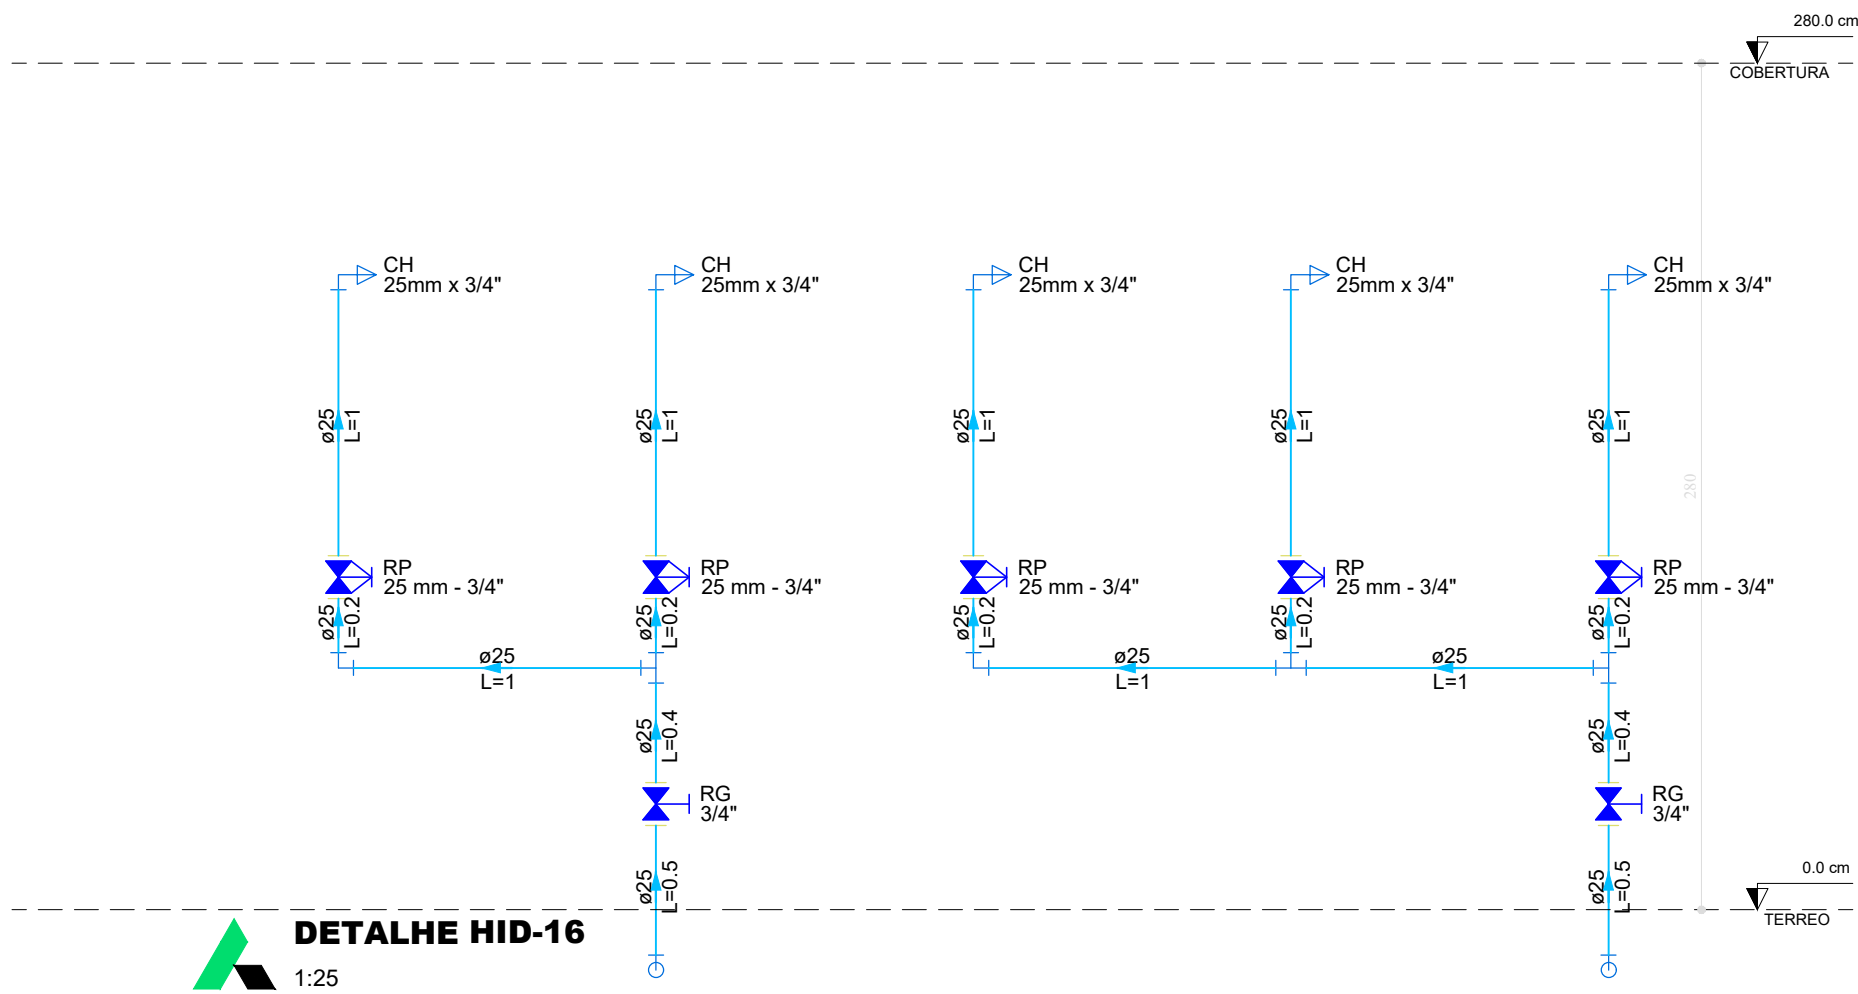 280.0 cm
COBERTURA
CH
25mm x 3/4"
CH
25mm x 3/4"
CH
25mm x 3/4"
CH
25mm x 3/4"
CH
25mm x 3/4"
ø25
L=1
ø25
L=1
ø25
L=1
ø25
L=1
ø25
L=1
280
RP
25 mm - 3/4"
RP
25 mm - 3/4"
RP
25 mm - 3/4"
RP
25 mm - 3/4"
RP
25 mm - 3/4"
ø25
L=0.2
ø25
L=0.2
ø25
L=0.2
ø25
L=0.2
ø25
L=0.2
ø25
L=1
ø25
L=1
ø25
L=1
ø25
L=0.4
ø25
L=0.4
RG
3/4"
RG
3/4"
ø25
L=0.5
ø25
L=0.5
0.0 cm
TERREO
DETALHE HID-16
1:25